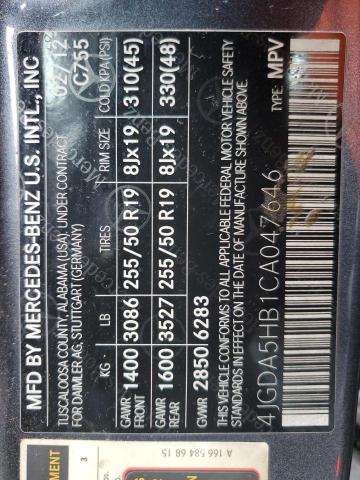 MFD BY MERCEDES-BENZ U.S. INTL., INC
TUSCALOOSA COUNTY, ALABAMA (USA), UNDER CONTRACT 02/12
FOR DAIMLER AG, STUTTGART (GERMANY) C755
KG - LB TIRES RIM SIZE COLD KPA(PSI)
GAWR FRONT 1400 3086 255/50 R19 8Jx19 310(45)
GAWR REAR 1600 3527 255/50 R19 8Jx19 330(48)
GVWR 2850 6283
VEHICLE CONFORMS TO ALL APPLICABLE FEDERAL MOTOR VEHICLE SAFETY
STANDARDS IN EFFECT ON THE DATE OF MANUFACTURE SHOWN ABOVE.
4JGDA5HB1CA047646 TYPE: MPV
A 166 584 68 15
3